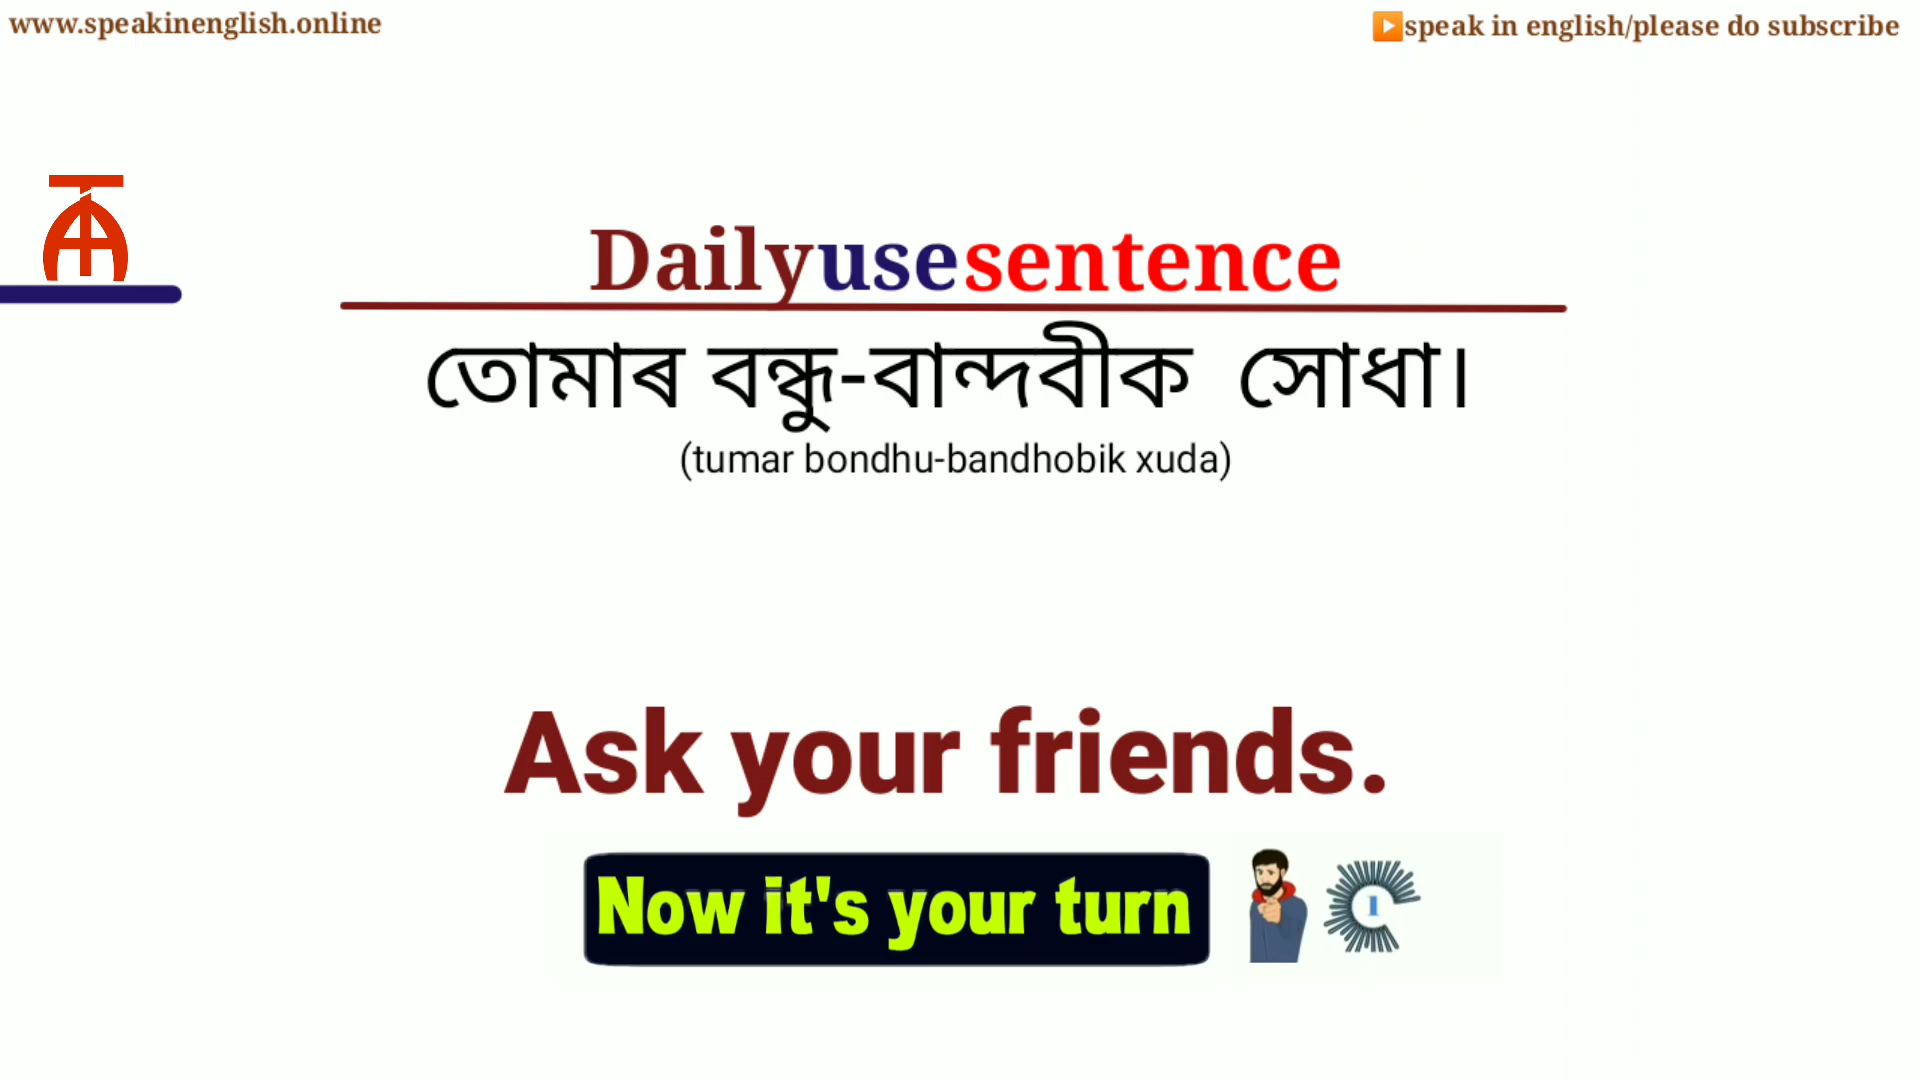 www.speakinenglish.online
speak in english/please do subscribe
Dailyusesentence
তোমাৰ বন্ধু-বান্দবীক সোধা।
(tumar bondhu-bandhobik xuda)
Ask your friends.
Now it's your turn
1